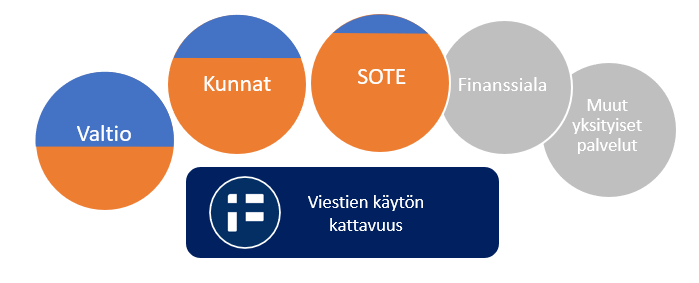 Valtio
Kunnat
SOTE
Finanssiala
Muut
yksityiset
palvelut
Viestien käytön
kattavuus